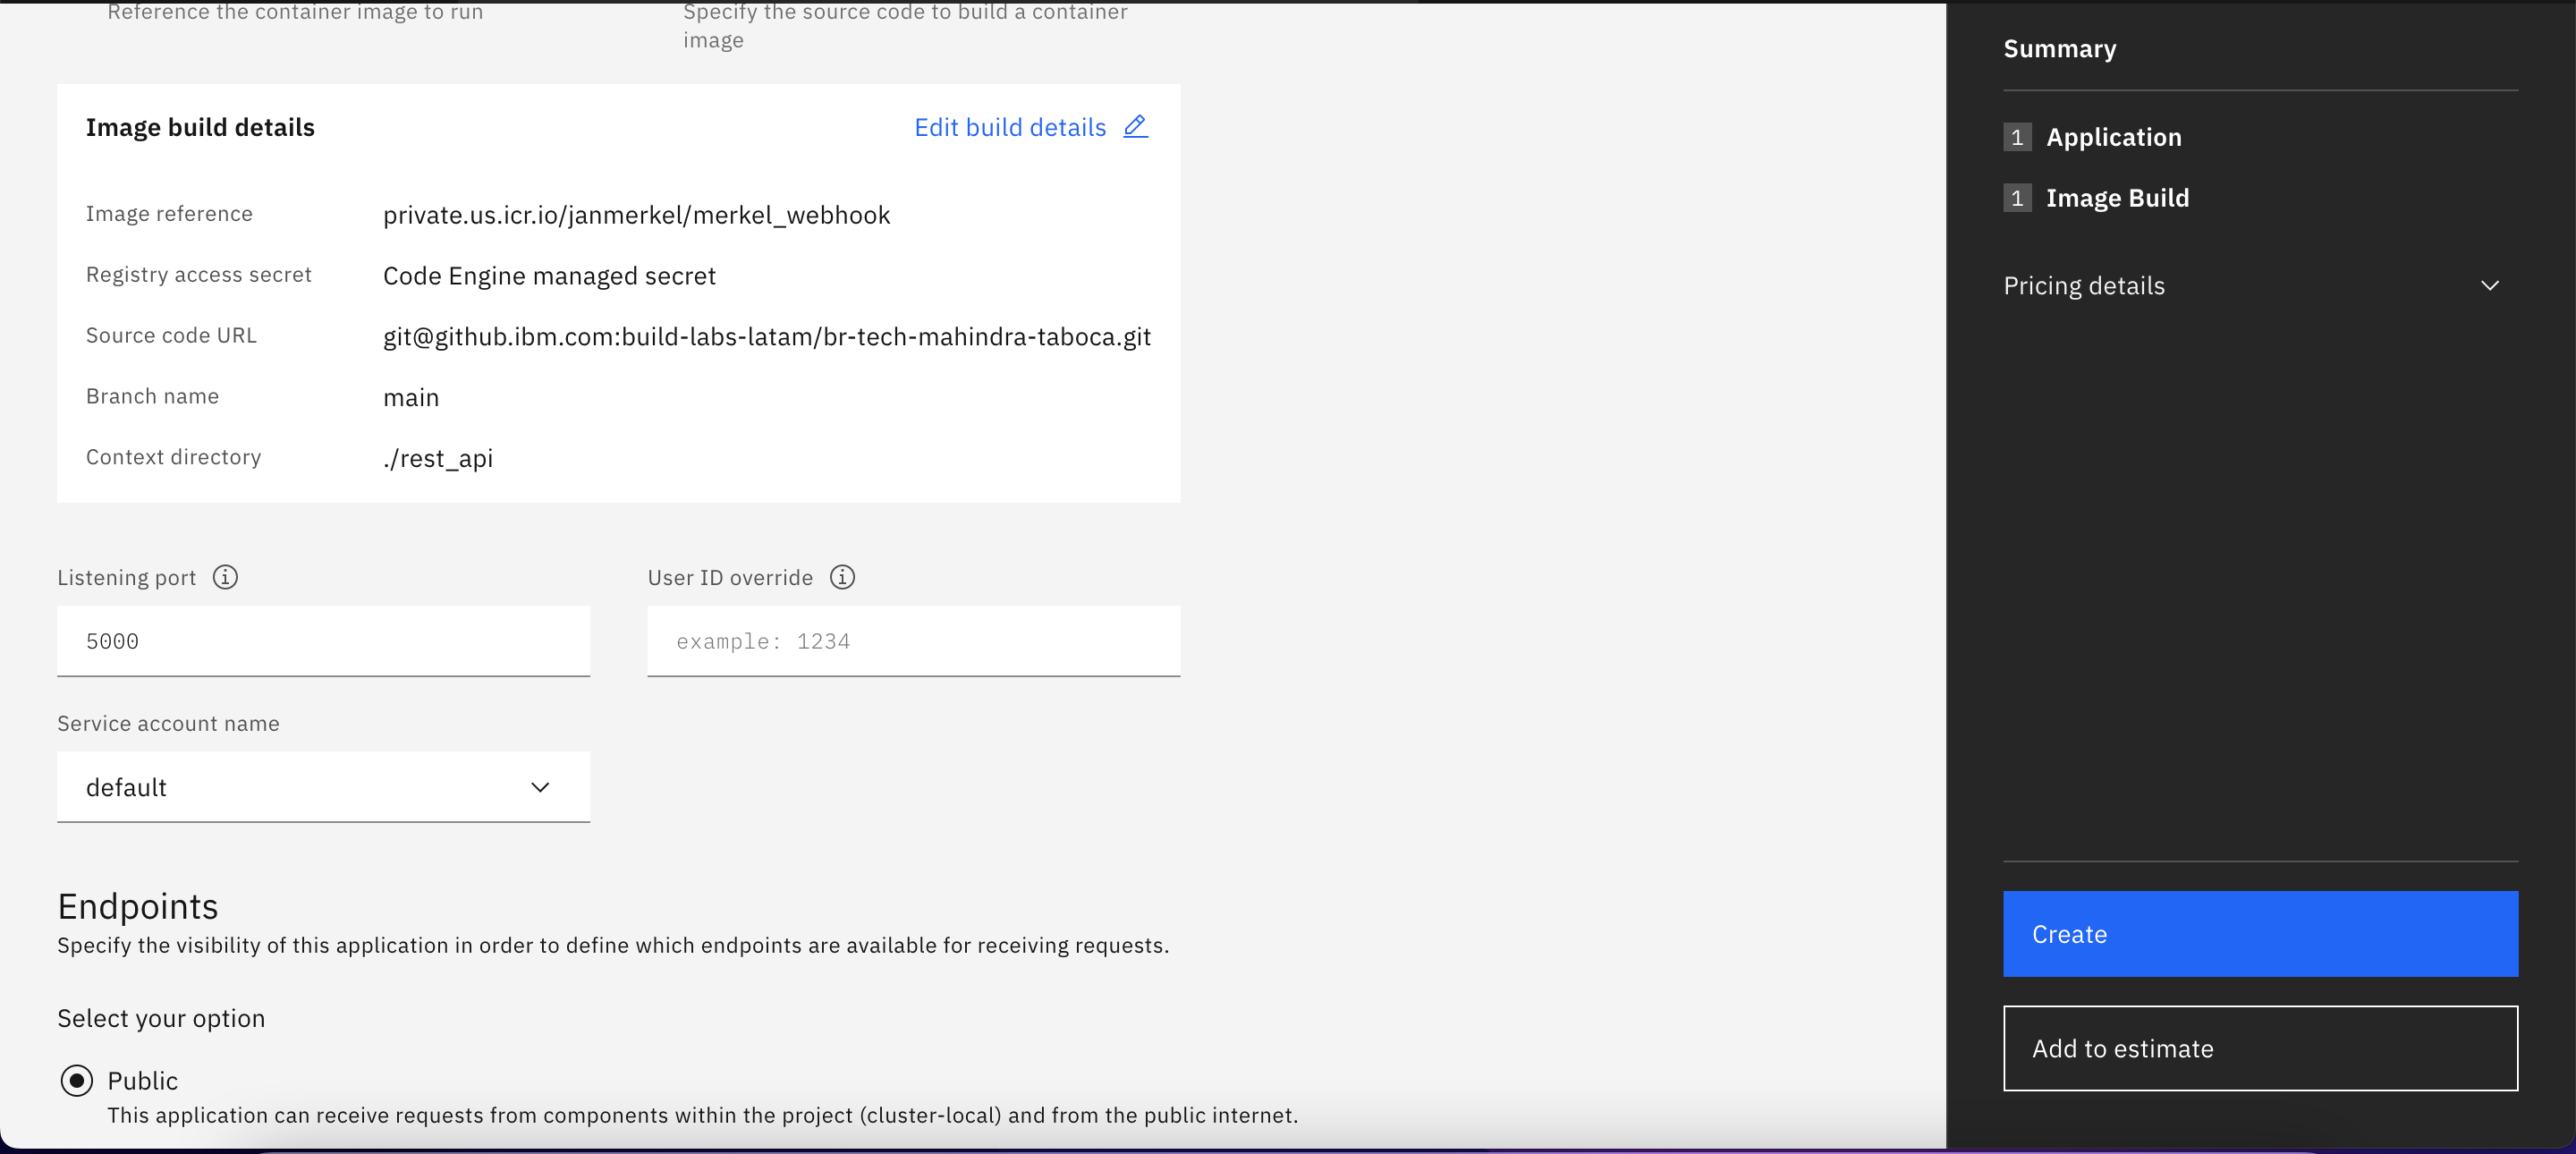 Reference the container image to run
Specify the source code to build a container
image
Image build details
Edit build details
Image reference
private.us.icr.io/janmerkel/merkel_webhook
Registry access secret
Code Engine managed secret
Source code URL
git@github.ibm.com:build-labs-latam/br-tech-mahindra-taboca.git
Branch name
main
Context directory
./rest_api
Listening port
User ID override
5000
example: 1234
Service account name
default
Endpoints
Specify the visibility of this application in order to define which endpoints are available for receiving requests.
Select your option
Public
This application can receive requests from components within the project (cluster-local) and from the public internet.
Summary
1 Application
1 Image Build
Pricing details
Create
Add to estimate